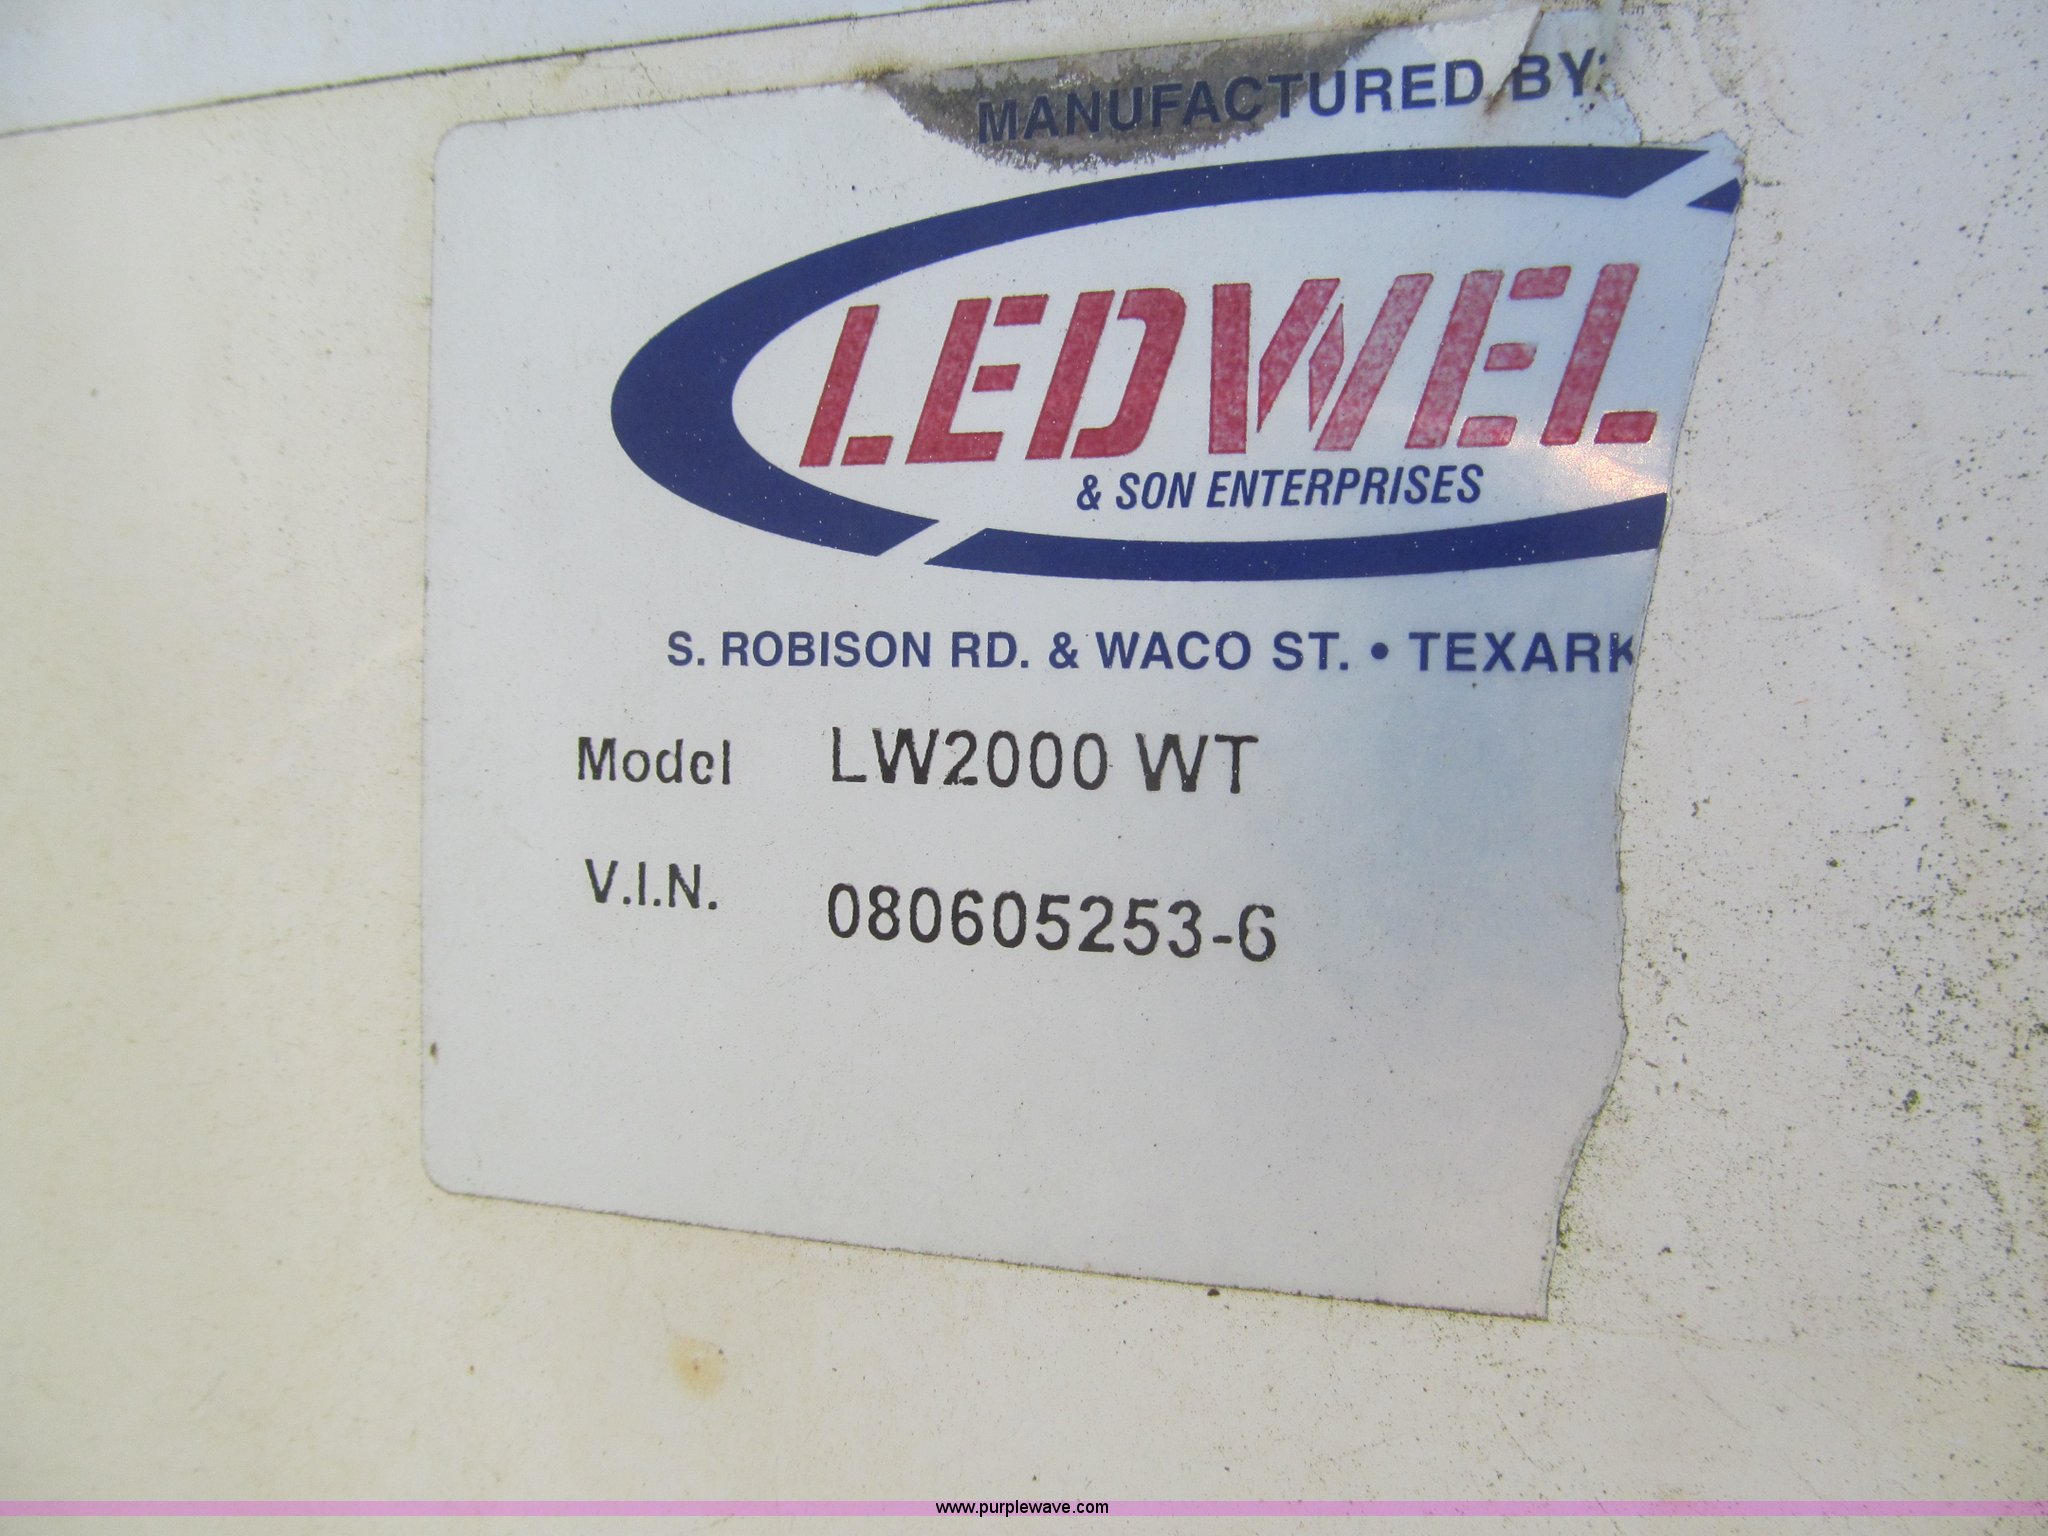 MANUFACTURED BY:
LEDWEL
& SON ENTERPRISES
S. ROBISON RD. & WACO ST. • TEXARK
Model LW2000 WT
V.I.N. 080605253-6
www.purplewave.com